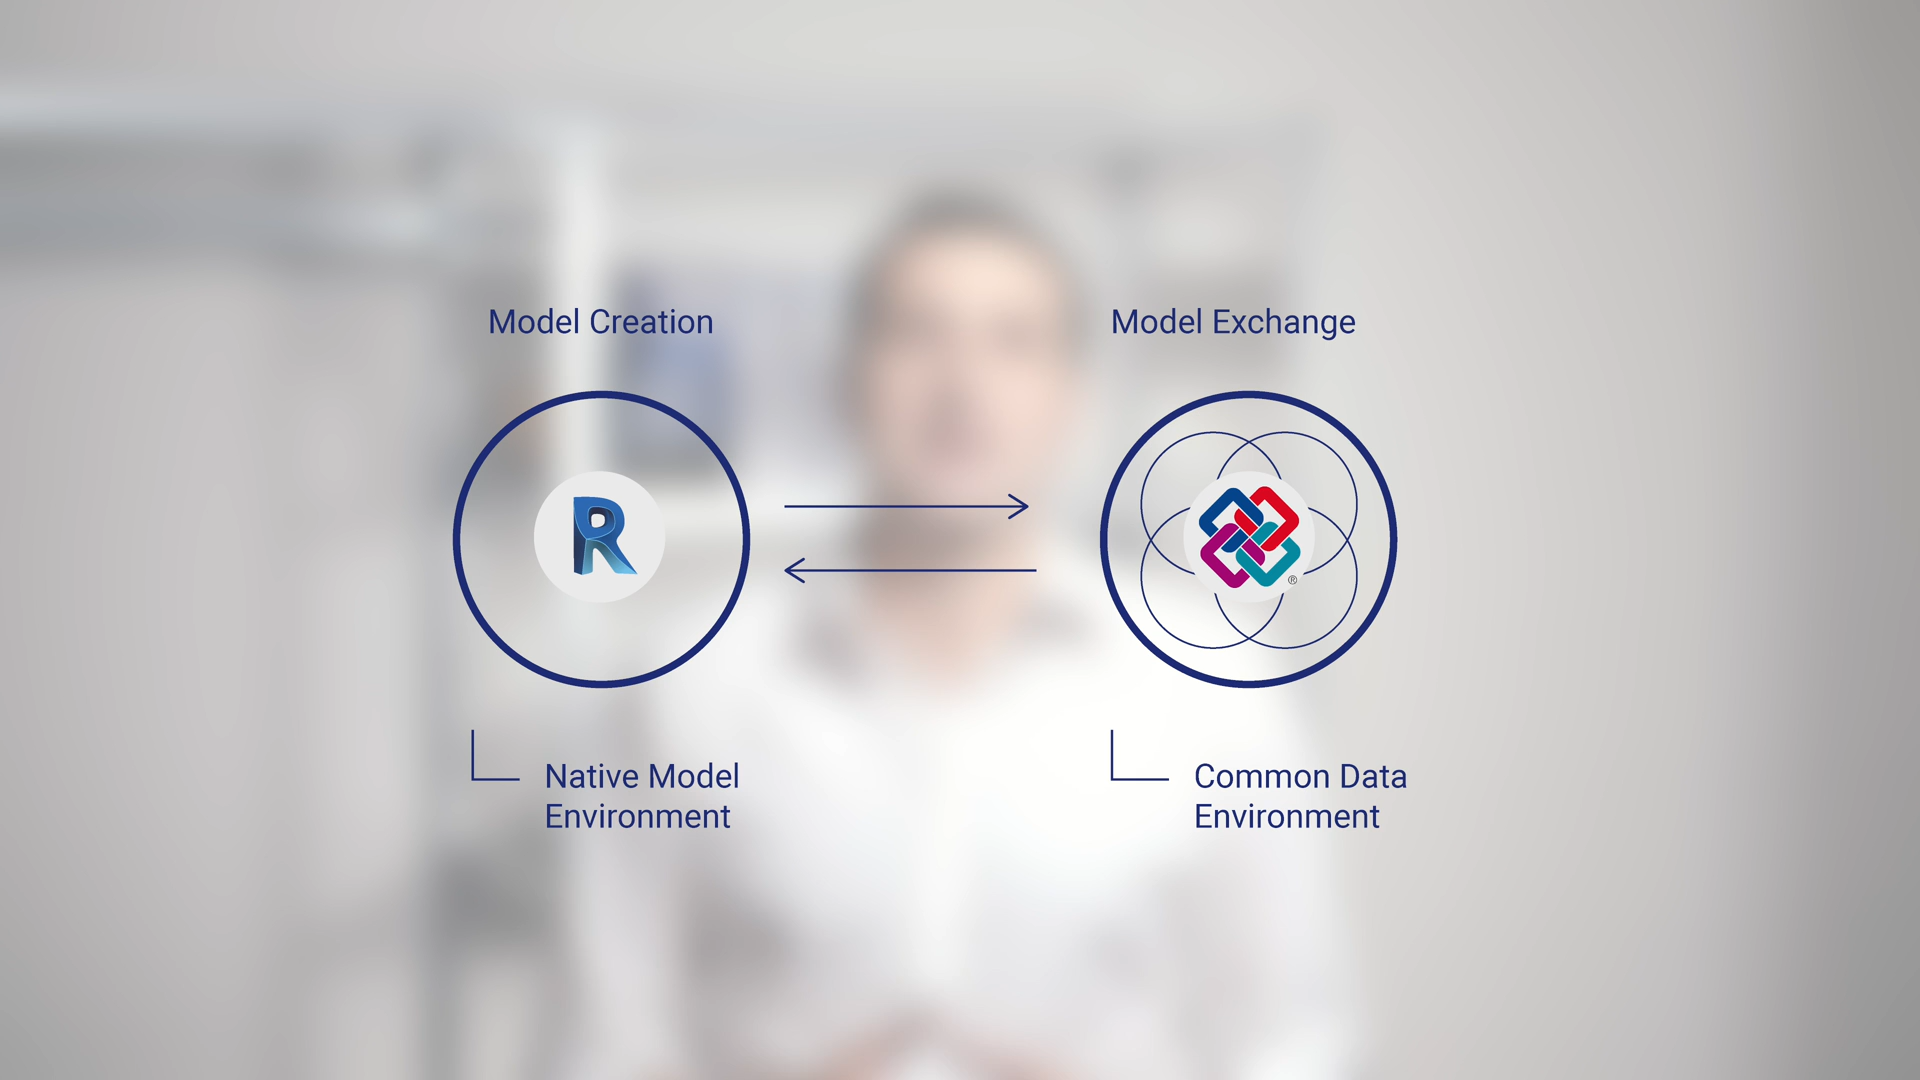 Model Creation
Model Exchange
R
®
Native Model
Environment
Common Data
Environment